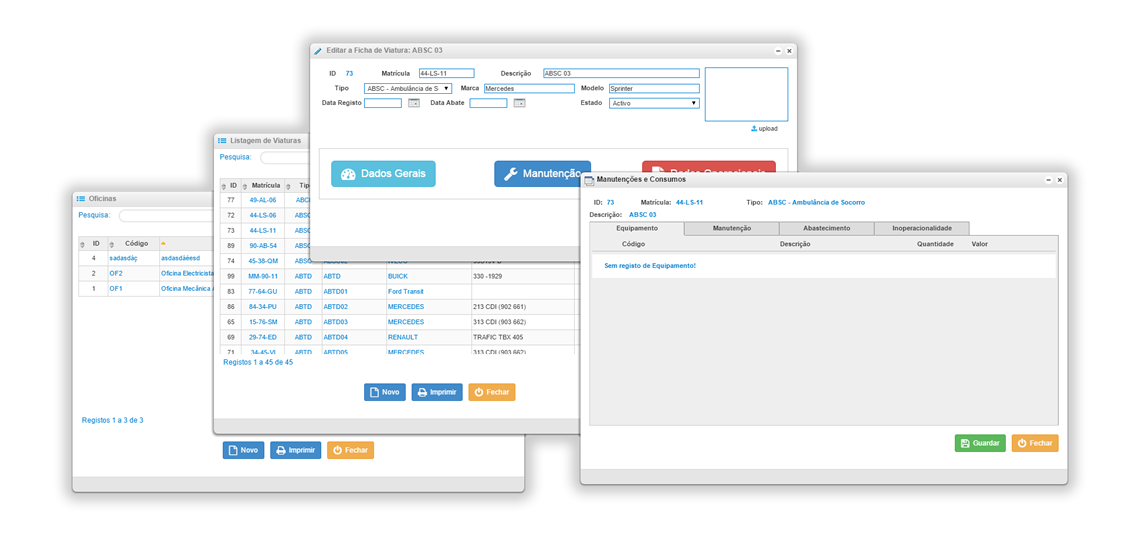 Editar a Ficha de Viatura: ABSC 03
ID 73 Matrícula 44-LS-11 Descrição ABSC 03
Tipo ABSC - Ambulância de S Marca Mercedes Modelo Sprinter
Data Registo Data Abate Estado Activo
upload
Dados Gerais Manutenção Dados Operacionais
Listagem de Viaturas
Pesquisa:
ID Matrícula
77 49-AL-06
72 44-LS-06
73 44-LS-11
89 90-AB-54
74 45-38-QM
99 MM-90-11 ABTD ABTD BUICK 330 -1929
83 77-64-GU ABTD ABTD01 Ford Transit
86 84-34-PU ABTD ABTD02 MERCEDES 213 CDI (902 661)
65 15-76-SM ABTD ABTD03 MERCEDES 313 CDI (903 662)
69 29-74-ED ABTD ABTD04 RENAULT TRAFIC TBX 405
71 34-45-VI ABTD ABTD05 MERCEDES 313 CDI (903 662)
Registos 1 a 45 de 45
Novo Imprimir Fechar
Oficinas
Pesquisa:
ID Código
4 sadasdáç asdasdáèesd
2 OF2 Oficina Electricista
1 OF1 Oficina Mecânica
Registos 1 a 3 de 3
Novo Imprimir Fechar
Manutenções e Consumos
ID: 73 Matrícula: 44-LS-11 Tipo: ABSC - Ambulância de Socorro
Descrição: ABSC 03
Equipamento Manutenção Abastecimento Inoperacionalidade
Código Descrição Quantidade Valor
Sem registo de Equipamento!
Guardar Fechar